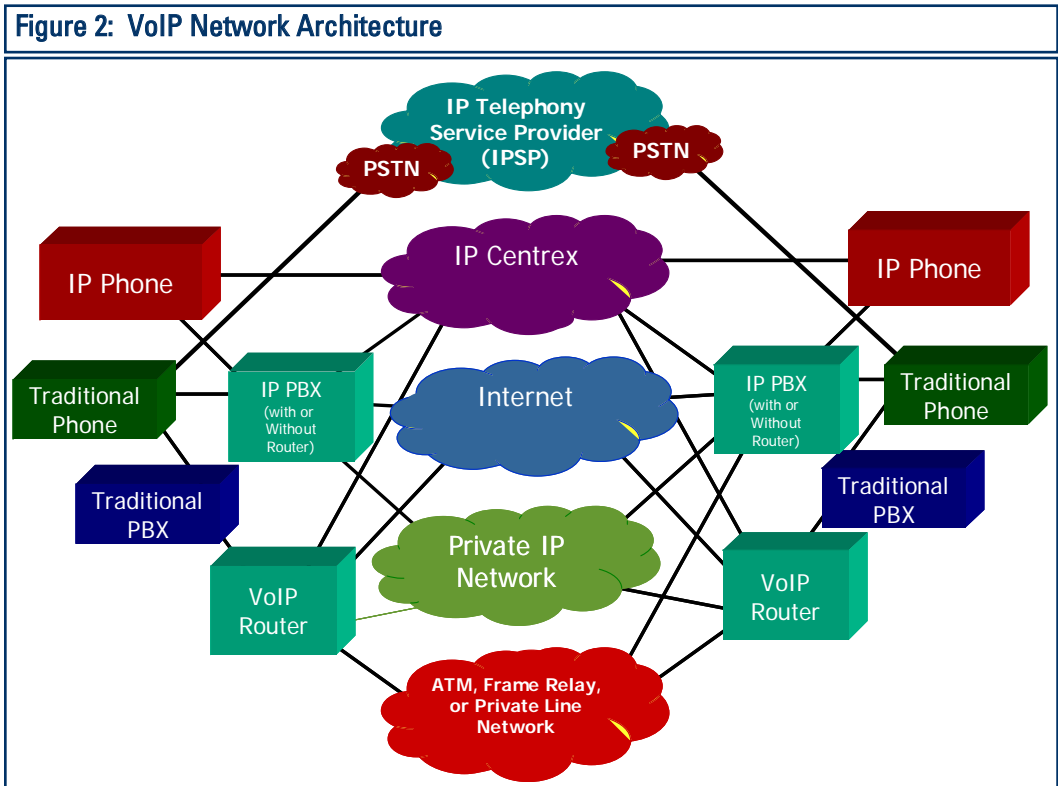 Figure 2: VoIP Network Architecture
IP Telephony
Service Provider
(IPSP)
PSTN
PSTN
IP Phone
IP Centrex
IP Phone
Traditional
Phone
IP PBX
(with or
Without
Router)
Internet
IP PBX
(with or
Without
Router)
Traditional
Phone
Traditional
PBX
Traditional
PBX
Private IP
Network
VoIP
Router
VoIP
Router
ATM, Frame Relay,
or Private Line
Network